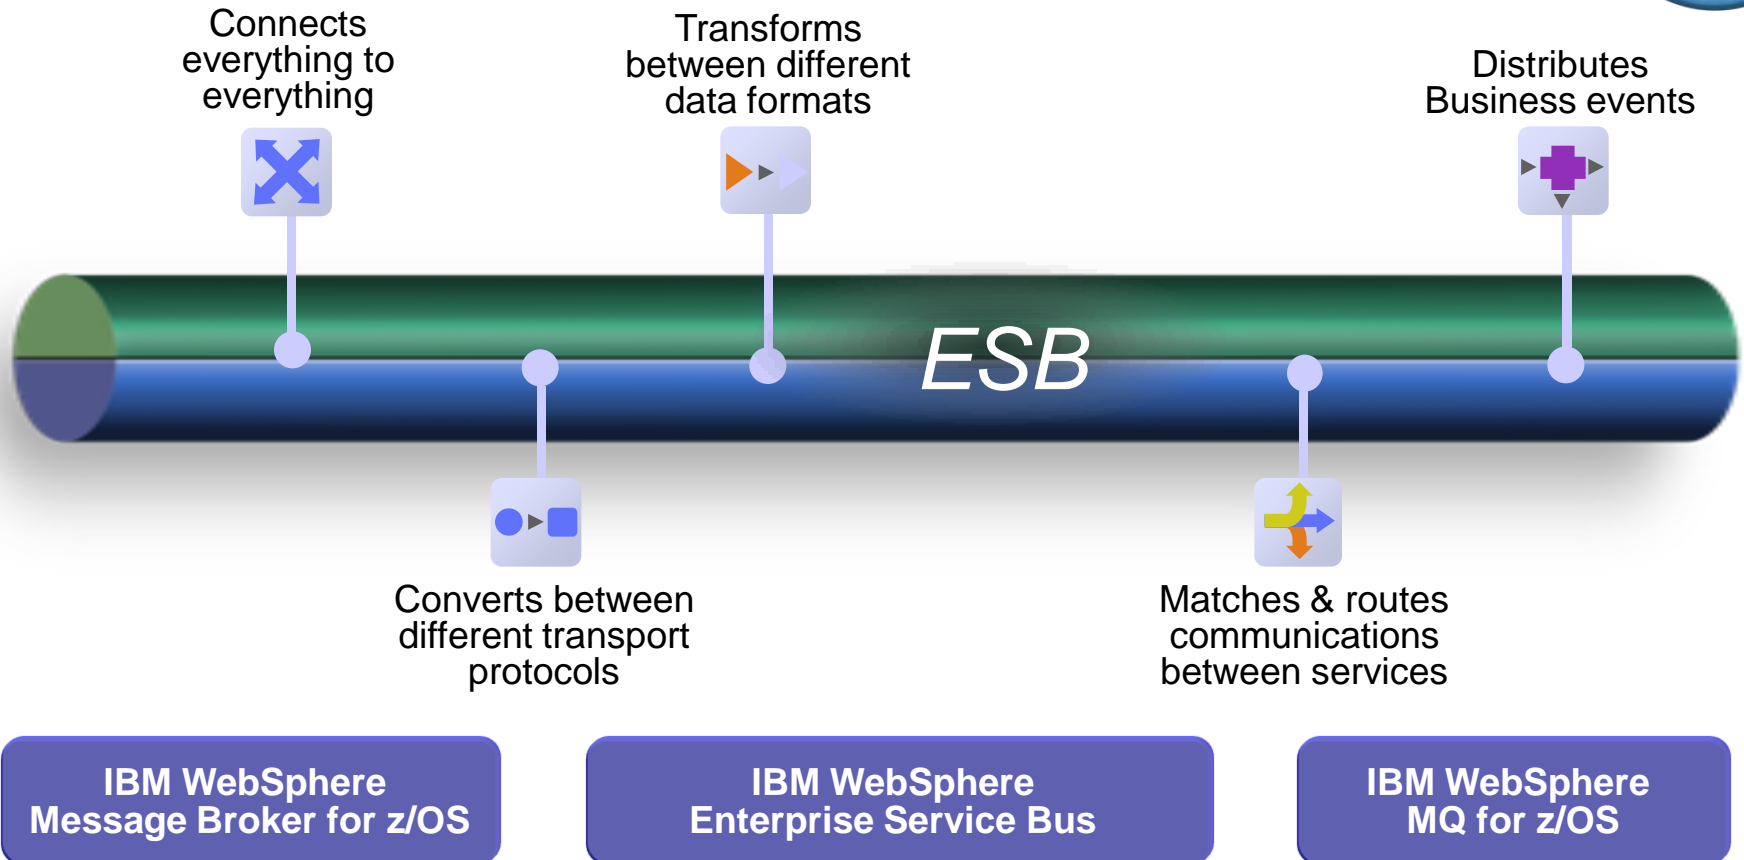 Connects
everything to
everything
Transforms
between different
data formats
Distributes
Business events
ESB
Converts between
different transport
protocols
Matches & routes
communications
between services
IBM WebSphere
Message Broker for z/OS
IBM WebSphere
Enterprise Service Bus
IBM WebSphere
MQ for z/OS